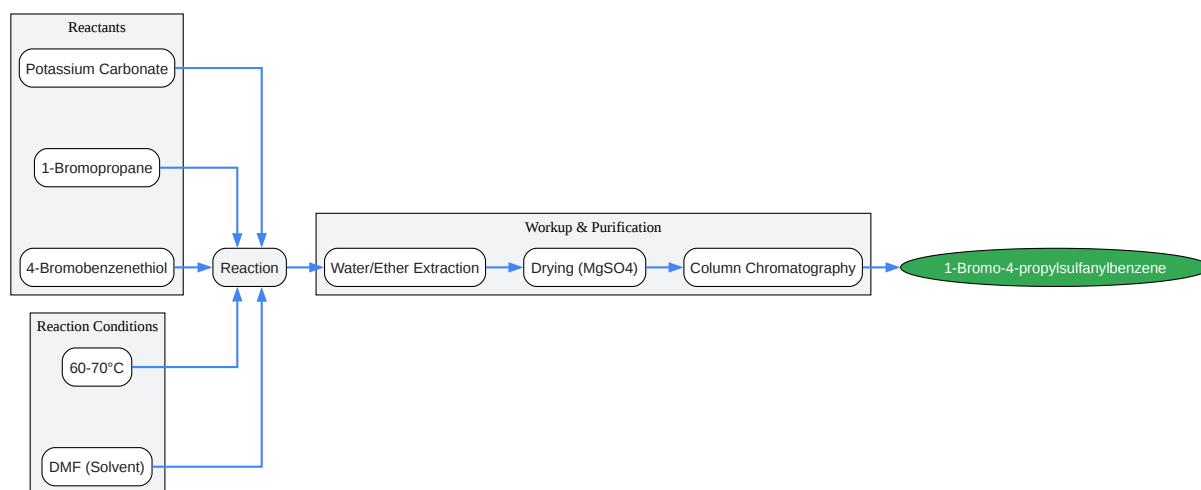 Reactants
Potassium Carbonate
1-Bromopropane
4-Bromobenzenethiol
Reaction
Workup & Purification
Water/Ether Extraction
Drying (MgSO4)
Column Chromatography
1-Bromo-4-propylsulfanylbenzene
Reaction Conditions
60-70°C
DMF (Solvent)